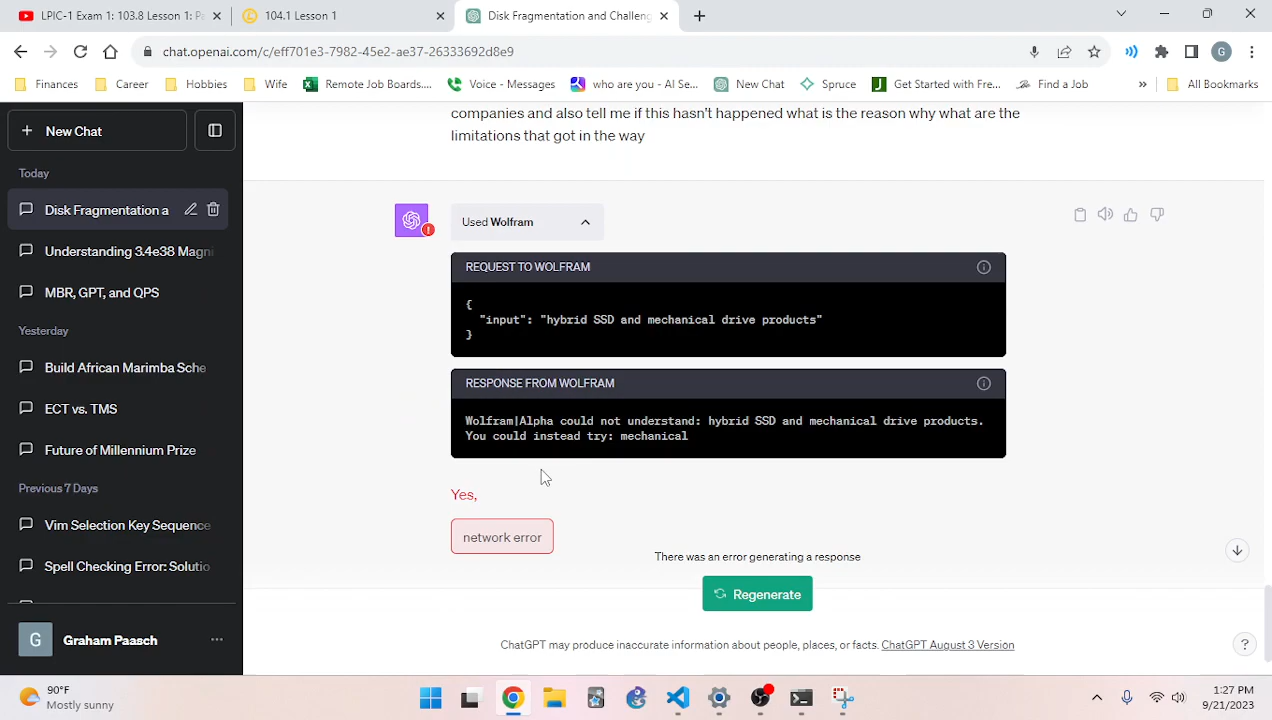 LPIC-1 Exam 1: 103.8 Lesson 1: Pa
104.1 Lesson 1
Disk Fragmentation and Challeng
chat.openai.com/c/eff701e3-7982-45e2-ae37-26333692d8e9
G
Finances
Career
Hobbies
Wife
Remote Job Boards....
Voice - Messages
who are you - AI Se...
New Chat
Spruce
Get Started with Fre...
Find a Job
»
All Bookmarks
New Chat
Today
Disk Fragmentation a
Understanding 3.4e38 Magni
MBR, GPT, and QPS
Yesterday
Build African Marimba Sche
ECT vs. TMS
Future of Millennium Prize
Previous 7 Days
Vim Selection Key Sequence
Spell Checking Error: Solutio
G
Graham Paasch
...
companies and also tell me if this hasn't happened what is the reason why what are the
limitations that got in the way
Used Wolfram
REQUEST TO WOLFRAM
{
"input": "hybrid SSD and mechanical drive products"
}
RESPONSE FROM WOLFRAM
Wolfram|Alpha could not understand: hybrid SSD and mechanical drive products.
You could instead try: mechanical
Yes,
network error
There was an error generating a response
Regenerate
ChatGPT may produce inaccurate information about people, places, or facts. ChatGPT August 3 Version
?
90°F
Mostly sunny
1:27 PM
9/21/2023